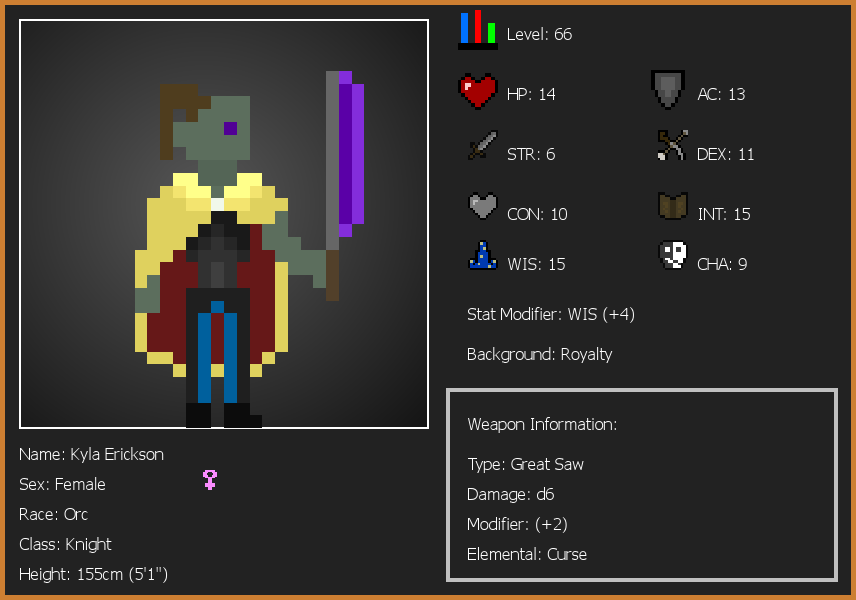 Level: 66
HP: 14
AC: 13
STR: 6
DEX: 11
CON: 10
INT: 15
WIS: 15
CHA: 9
Stat Modifier: WIS (+4)
Background: Royalty
Weapon Information:
Type: Great Saw
Damage: d6
Modifier: (+2)
Elemental: Curse
Name: Kyla Erickson
Sex: Female
Race: Orc
Class: Knight
Height: 155cm (5'1")